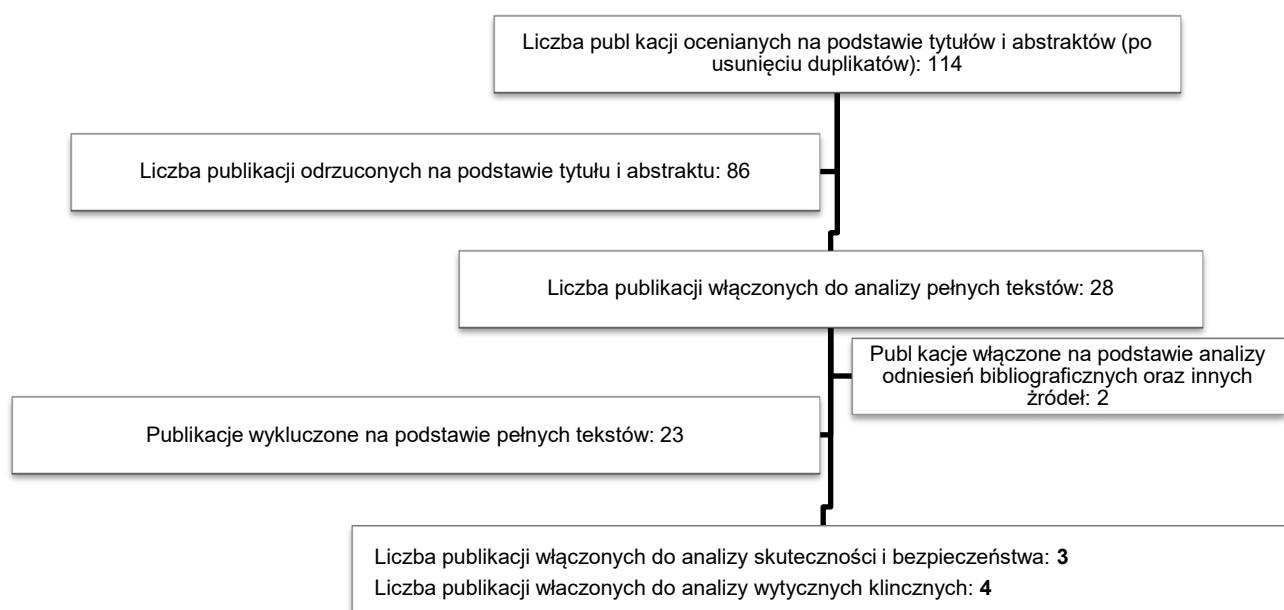 Liczba publ kacji ocenianych na podstawie tytułów i abstraktów (po
usunięciu duplikatów): 114
Liczba publikacji odrzuconych na podstawie tytułu i abstraktu: 86
Liczba publikacji włączonych do analizy pełnych tekstów: 28
Publ kacje włączone na podstawie analizy
odniesień bibliograficznych oraz innych
żródeł: 2
Publikacje wykluczone na podstawie pełnych tekstów: 23
Liczba publikacji włączonych do analizy skuteczności i bezpieczeństwa: 3
Liczba publikacji właczonych do analizy wytycznych klincznych: 4